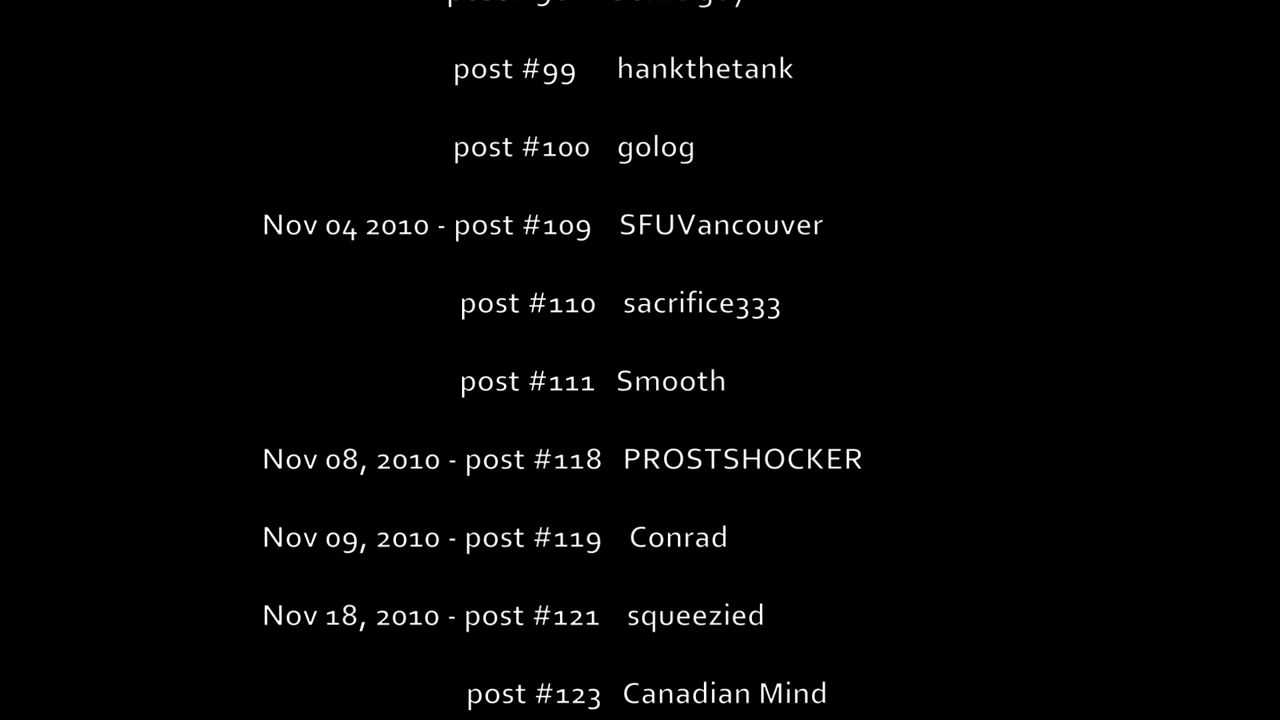 post #99 hankthetank
post #100 golog
Nov 04 2010 - post #109 SFUVancouver
post #110 sacrifice333
post #111 Smooth
Nov 08, 2010 - post #118 PROSTSHOCKER
Nov 09, 2010 - post #119 Conrad
Nov 18, 2010 - post #121 squeezied
post #123 Canadian Mind